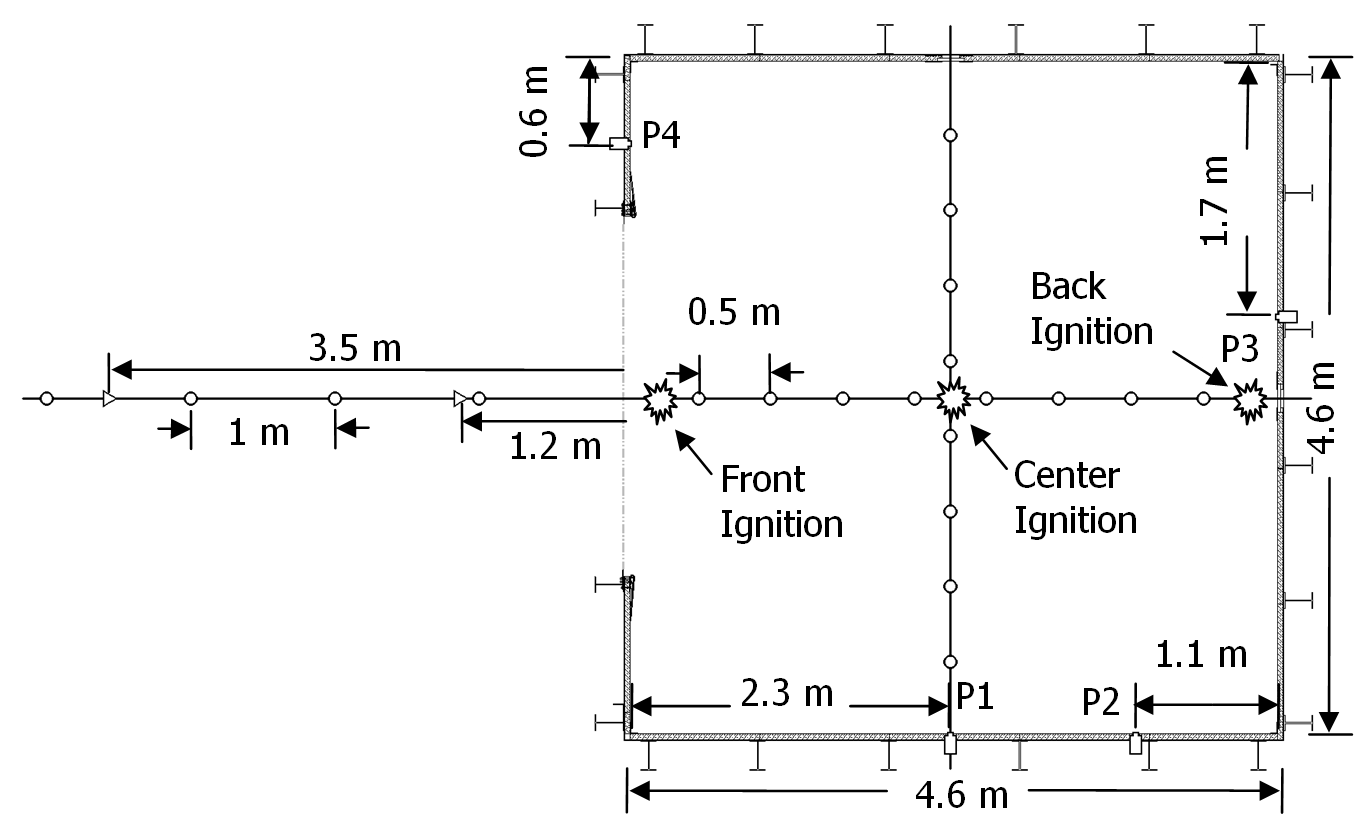 0.6 m
P4
1.7 m
Back
Ignition
0.5 m
3.5 m
P3
1 m
1.2 m
4.6 m
Front
Ignition
Center
Ignition
1.1 m
2.3 m
P1
P2
4.6 m